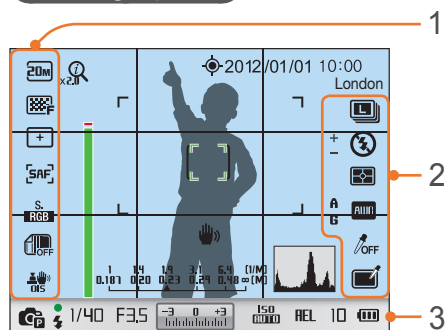 1
20M
x2.0
2012/01/01 10:00
London
F
L
+
-
SAF
2
S.
RGB
A
G
AWB
OFF
OFF
OIS
1 1.4 1.9 3.1 6.4 (1/M)
0.187 0.20 0.23 0.29 0.48 ∞ (M)
P
1/40 F3.5
-3 0 +3
ISO
AUTO
AEL
10
3